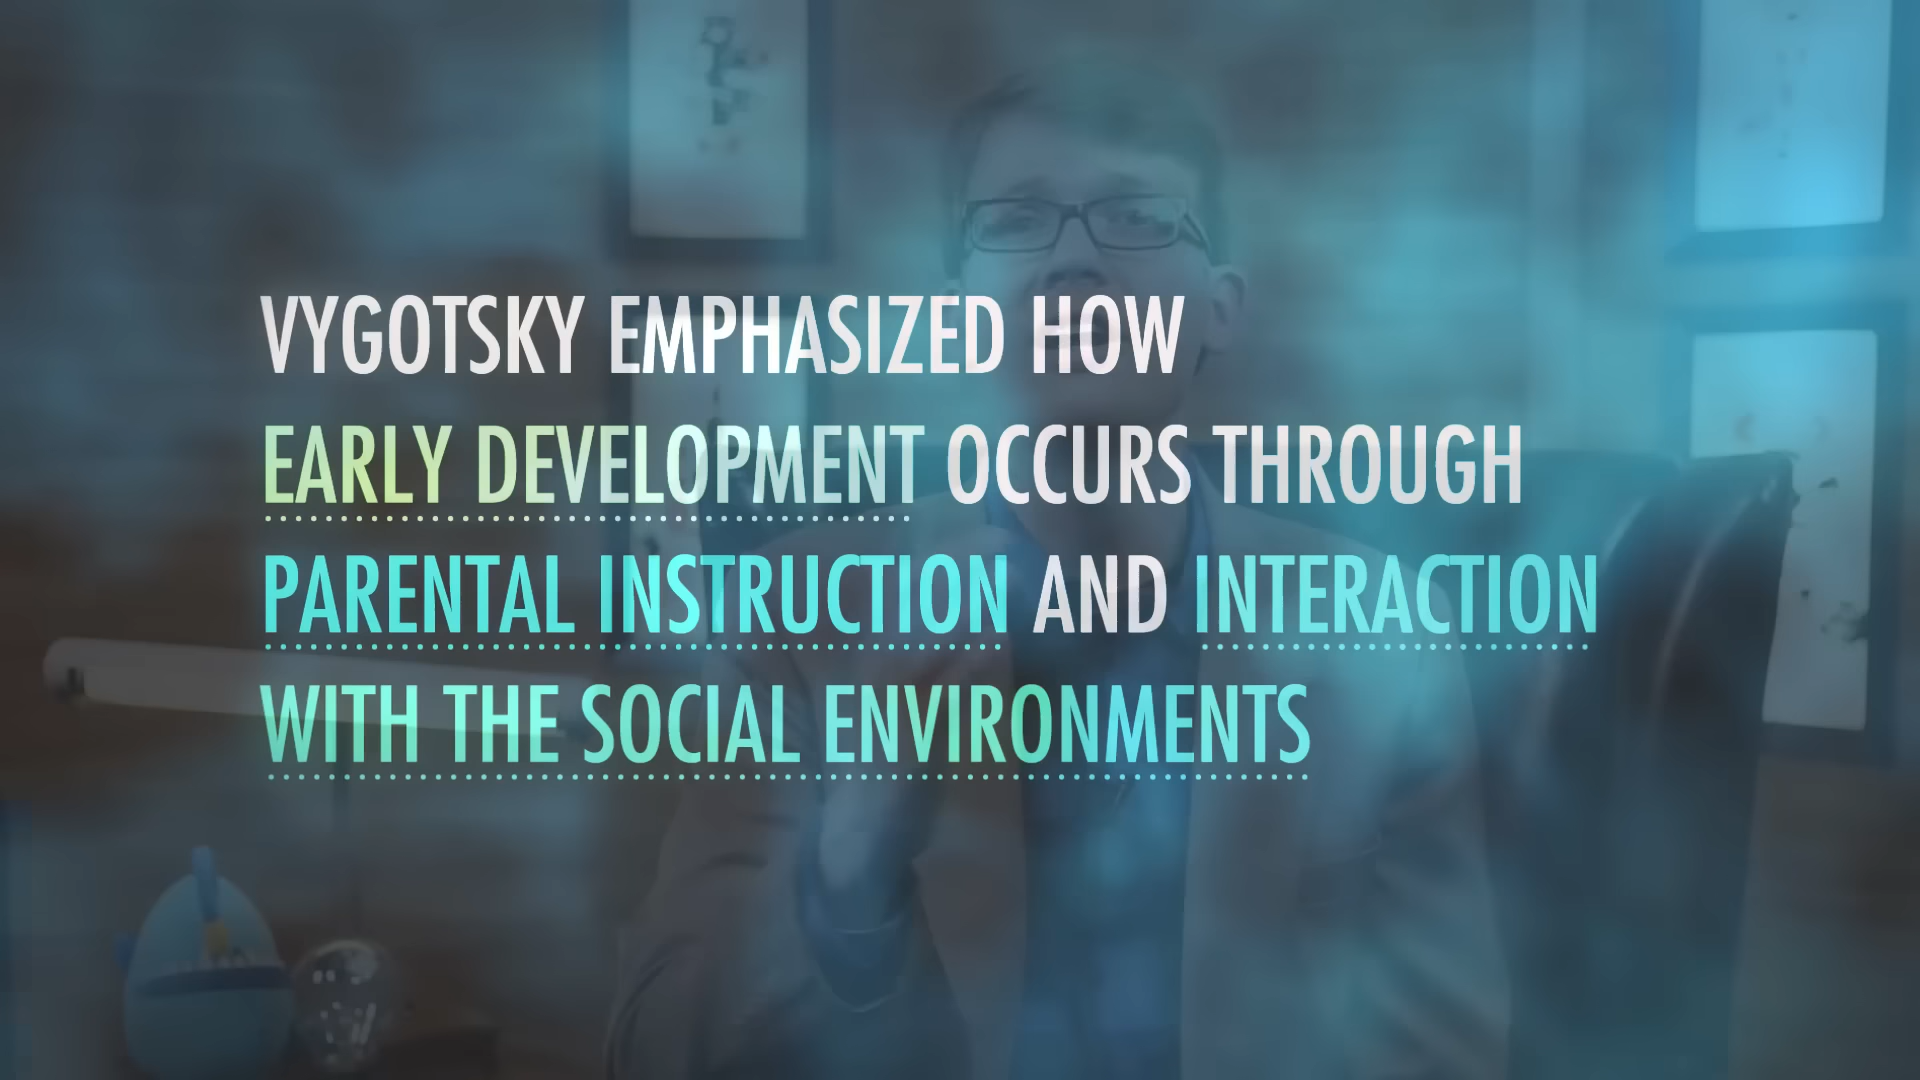 VYGOTSKY EMPHASIZED HOW
EARLY DEVELOPMENT OCCURS THROUGH
PARENTAL INSTRUCTION AND INTERACTION
WITH THE SOCIAL ENVIRONMENTS